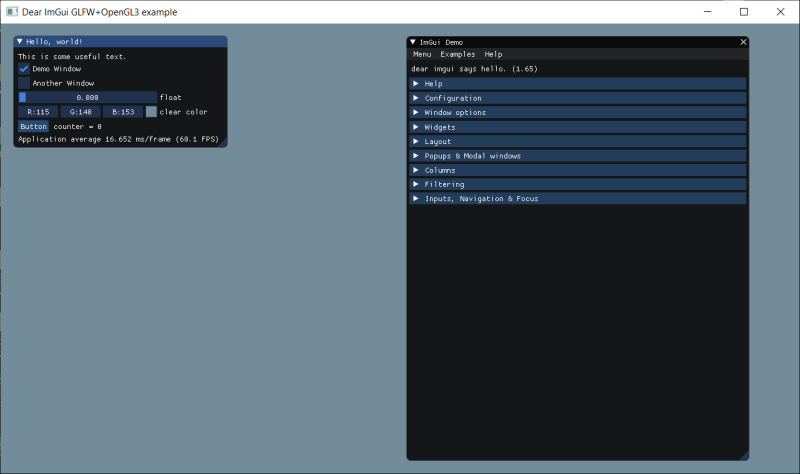 Dear ImGui GLFW+OpenGL3 example
Hello, world!
This is some useful text.
Demo Window
Another Window
0.000 float
R:115 G:140 B:153 clear color
Button counter = 0
Application average 16.652 ms/frame (60.1 FPS)
ImGui Demo
Menu Examples Help
dear imgui says hello. (1.65)
Help
Configuration
Window options
Widgets
Layout
Popups & Modal windows
Columns
Filtering
Inputs, Navigation & Focus